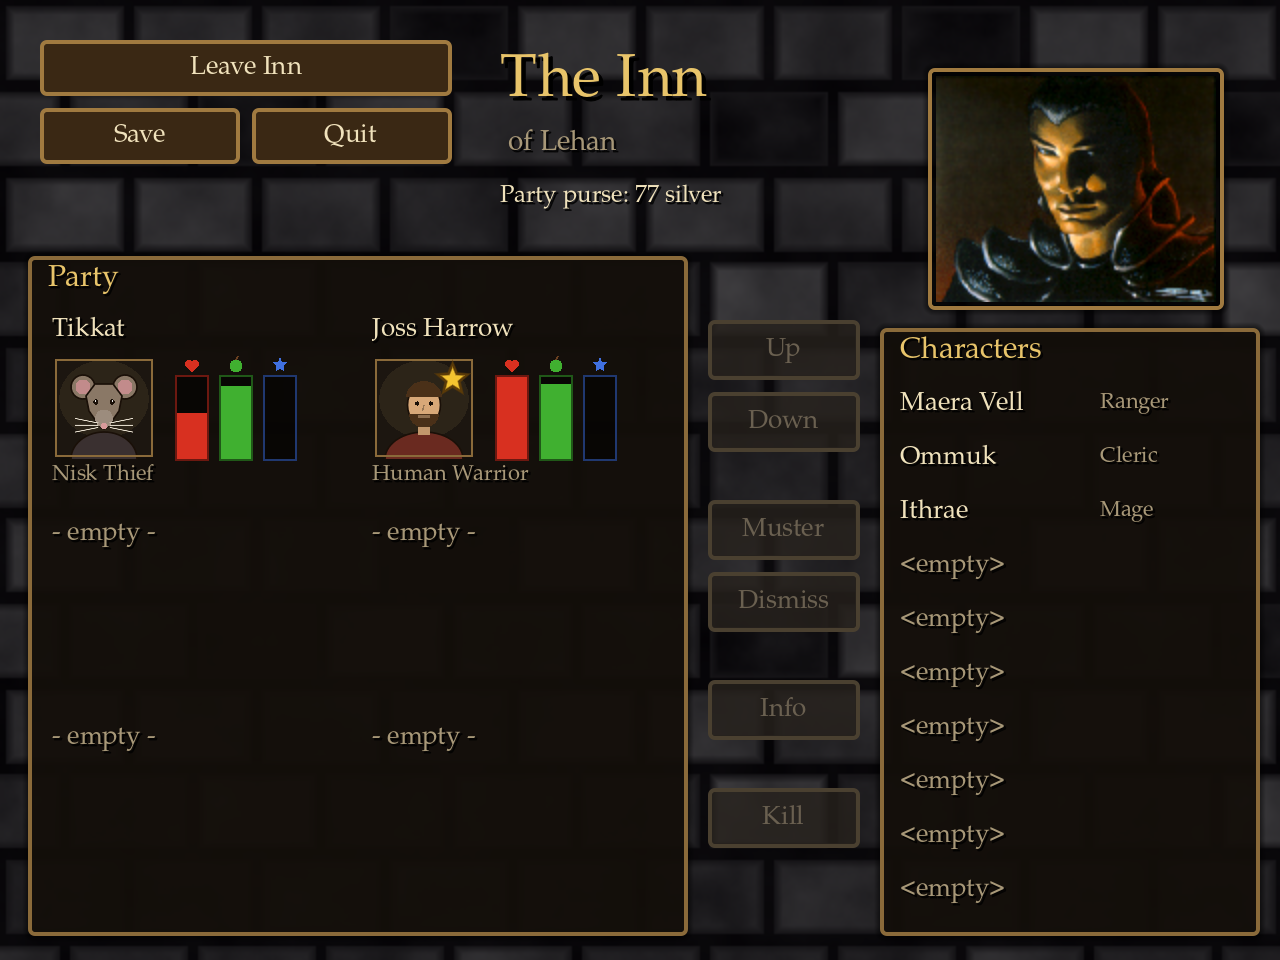 Leave Inn
Save
Quit
The Inn
of Lehan
Party purse: 77 silver
Party
Tikkat
Joss Harrow
Nisk Thief
Human Warrior
- empty -
- empty -
- empty -
- empty -
Up
Down
Muster
Dismiss
Info
Kill
Characters
Maera Vell Ranger
Ommuk Cleric
Ithrae Mage
<empty>
<empty>
<empty>
<empty>
<empty>
<empty>
<empty>